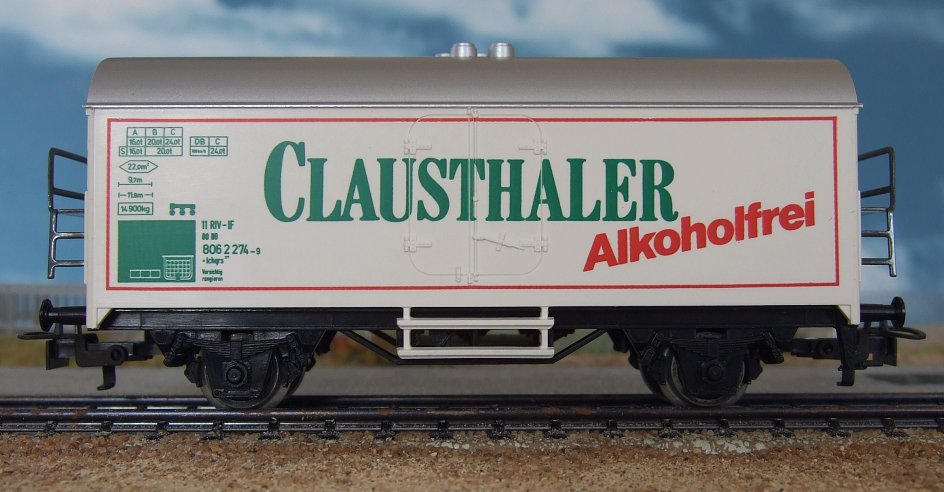 A B C
16,0t 20,0t 24,0t
S 16,0t 20,0t
DB C
24,0t
22,0m²
9,7m
11,8m
14 900kg
11 RIV-IF
806 2 274-9
Vorsichtig
rangieren
CLAUSTHALER
Alkoholfrei